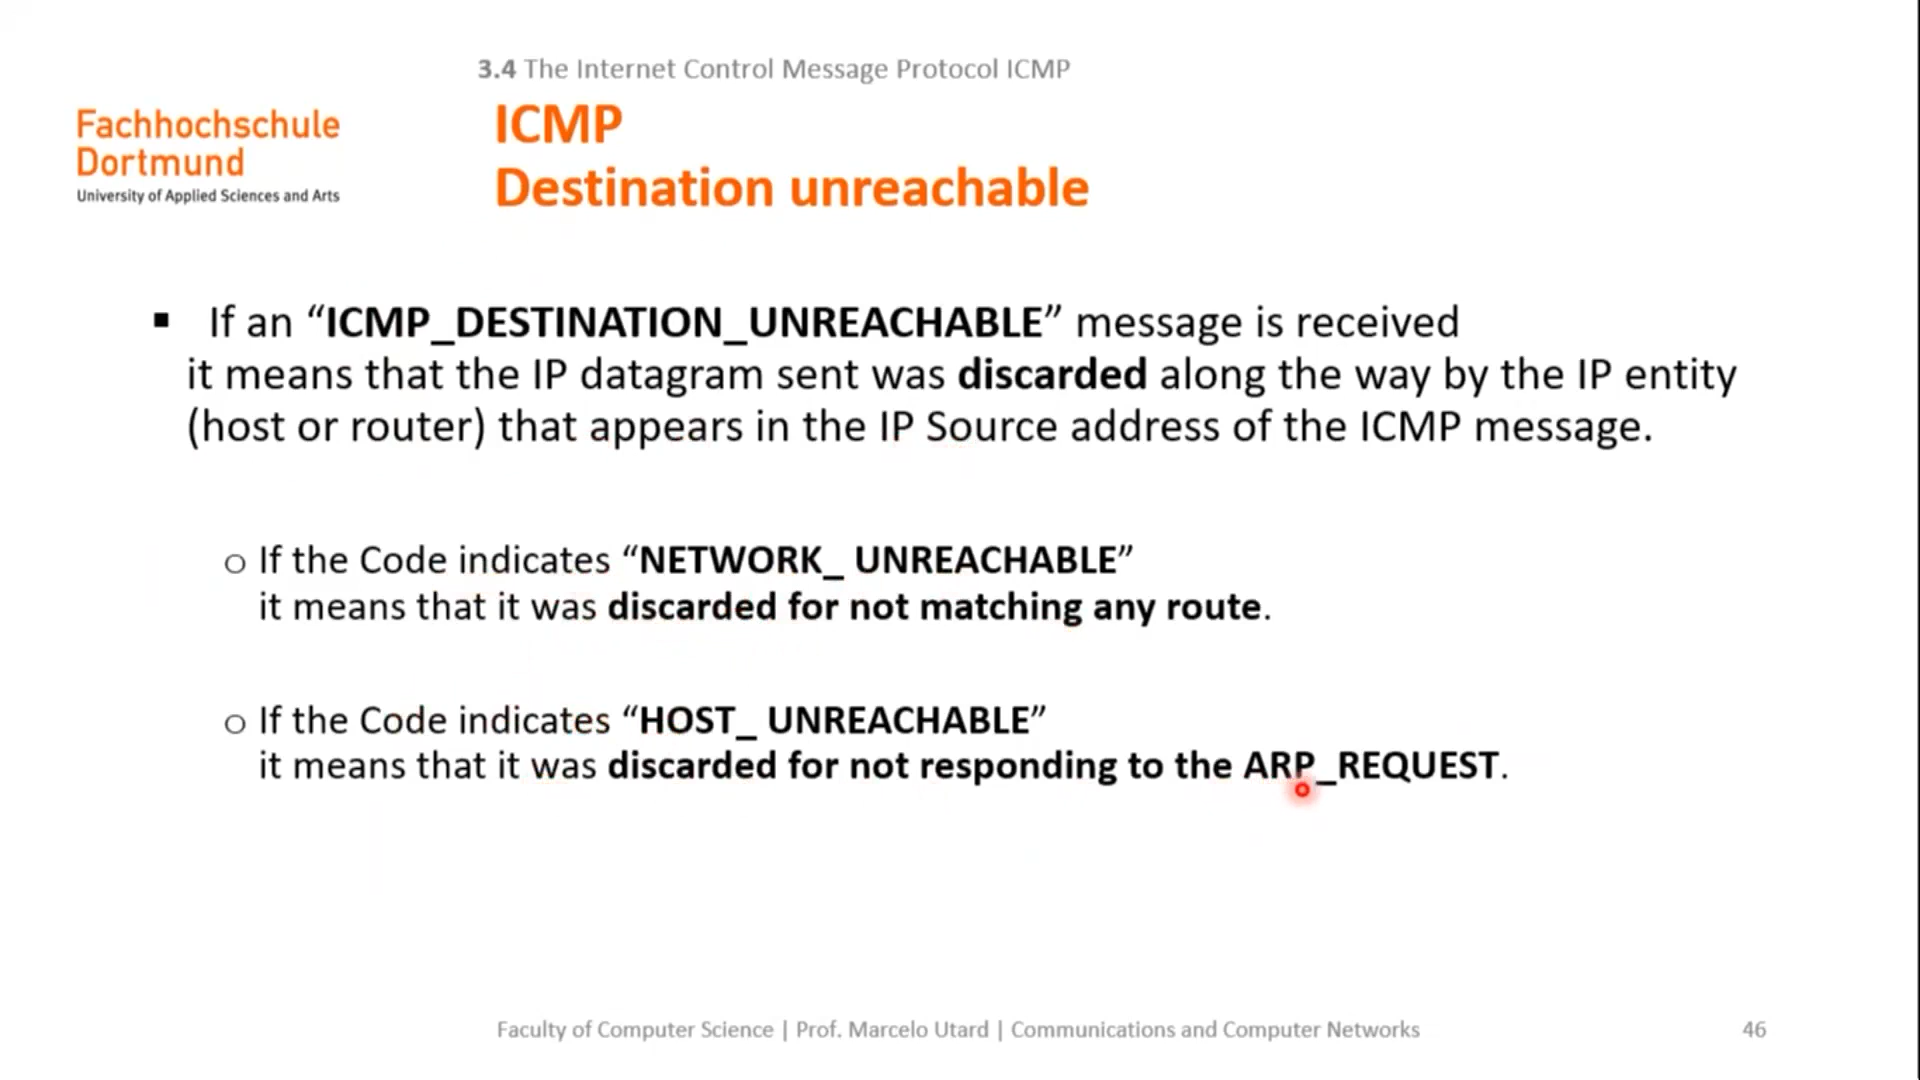 3.4 The Internet Control Message Protocol ICMP
Fachhochschule
Dortmund
University of Applied Sciences and Arts
ICMP
Destination unreachable
▪ If an “ICMP_DESTINATION_UNREACHABLE” message is received
it means that the IP datagram sent was discarded along the way by the IP entity
(host or router) that appears in the IP Source address of the ICMP message.
o If the Code indicates “NETWORK_ UNREACHABLE”
it means that it was discarded for not matching any route.
o If the Code indicates “HOST_ UNREACHABLE”
it means that it was discarded for not responding to the ARP_REQUEST.
Faculty of Computer Science | Prof. Marcelo Utard | Communications and Computer Networks
46